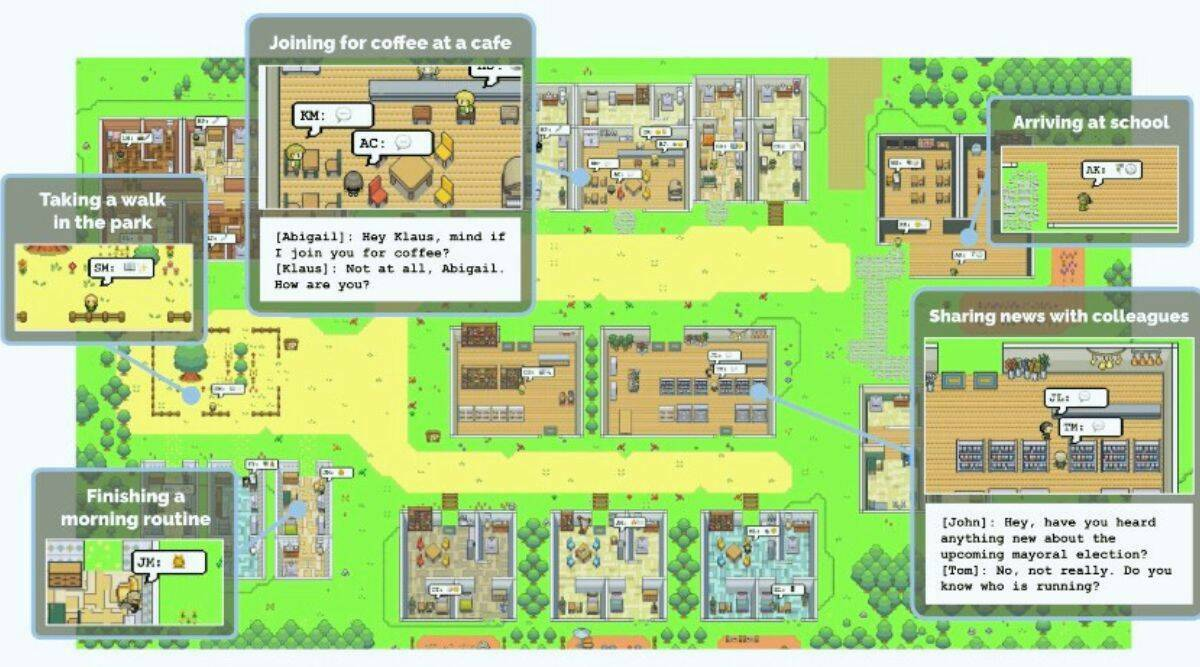 Joining for coffee at a cafe
KM:
AC:
[Abigail]: Hey Klaus, mind if
I join you for coffee?
[Klaus]: Not at all, Abigail.
How are you?
Arriving at school
AK:
Taking a walk
in the park
SM:
Sharing news with colleagues
JL:
TM:
[John]: Hey, have you heard
anything new about the
upcoming mayoral election?
[Tom]: No, not really. Do you
know who is running?
Finishing a
morning routine
JM: